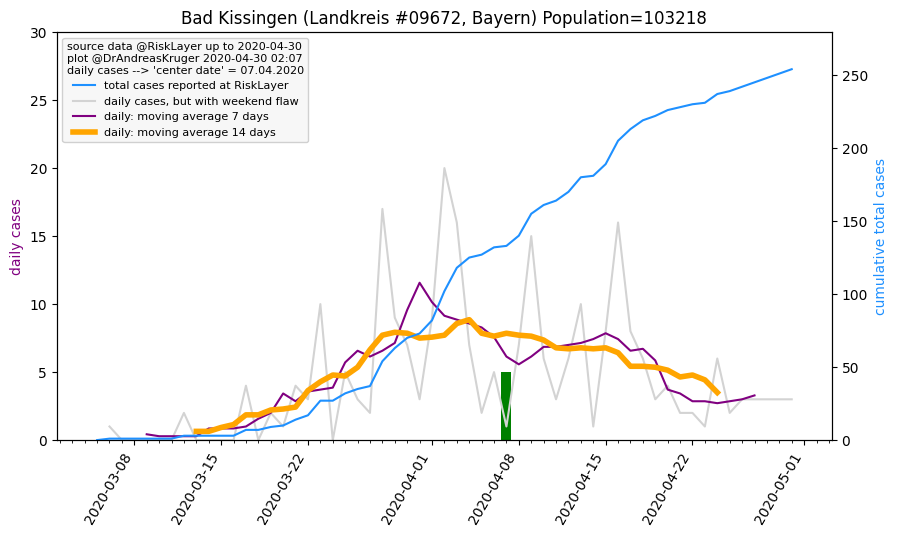 Bad Kissingen (Landkreis #09672, Bayern) Population=103218
source data @RiskLayer up to 2020-04-30
plot @DrAndreasKruger 2020-04-30 02:07
daily cases --> 'center date' = 07.04.2020
total cases reported at RiskLayer
daily cases, but with weekend flaw
daily: moving average 7 days
daily: moving average 14 days
daily cases
30
25
20
15
10
5
0
cumulative total cases
250
200
150
100
50
0
2020-03-08
2020-03-15
2020-03-22
2020-04-01
2020-04-08
2020-04-15
2020-04-22
2020-05-01